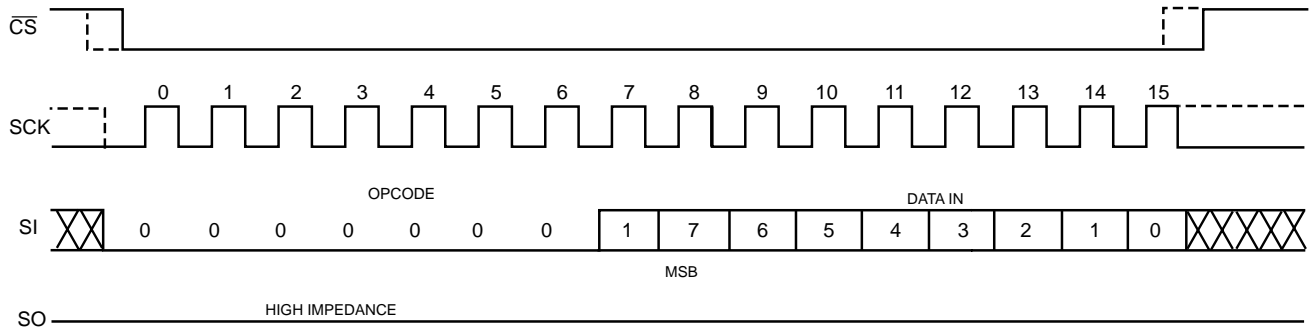 C̅S̅
0 1 2 3 4 5 6 7 8 9 10 11 12 13 14 15
SCK
OPCODE DATA IN
SI 0 0 0 0 0 0 0 1 7 6 5 4 3 2 1 0
MSB
HIGH IMPEDANCE
SO